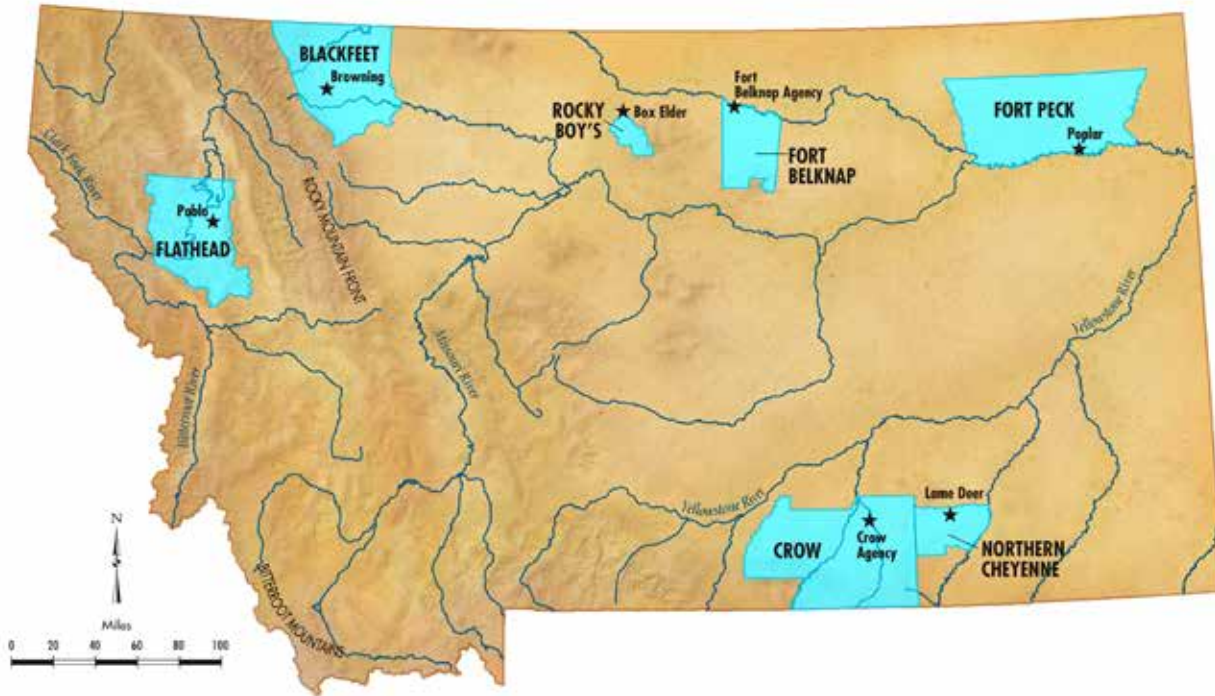 BLACKFEET
Browning
Fort
Belknap Agency
ROCKY
BOY'S
Box Elder
FORT PECK
Poplar
FORT
BELKNAP
Clark Fork River
Pablo
FLATHEAD
ROCKY MOUNTAIN FRONT
Missouri River
Yellowstone River
Bitterroot River
Lame Deer
Yellowstone River
CROW
Crow
Agency
NORTHERN
CHEYENNE
BITTERROOT MOUNTAINS
N
Miles
0 20 40 60 80 100